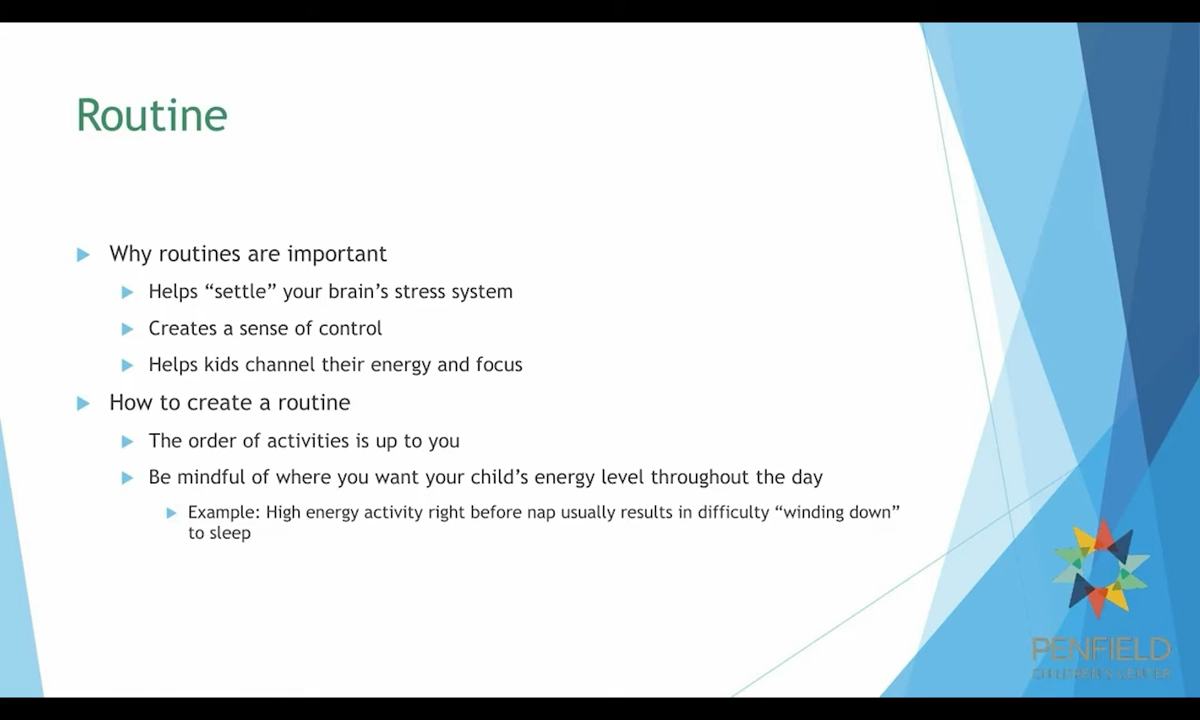 Routine
Why routines are important
Helps “settle” your brain’s stress system
Creates a sense of control
Helps kids channel their energy and focus
How to create a routine
The order of activities is up to you
Be mindful of where you want your child’s energy level throughout the day
Example: High energy activity right before nap usually results in difficulty “winding down”
to sleep
PENFIELD
CHILDREN'S CENTER